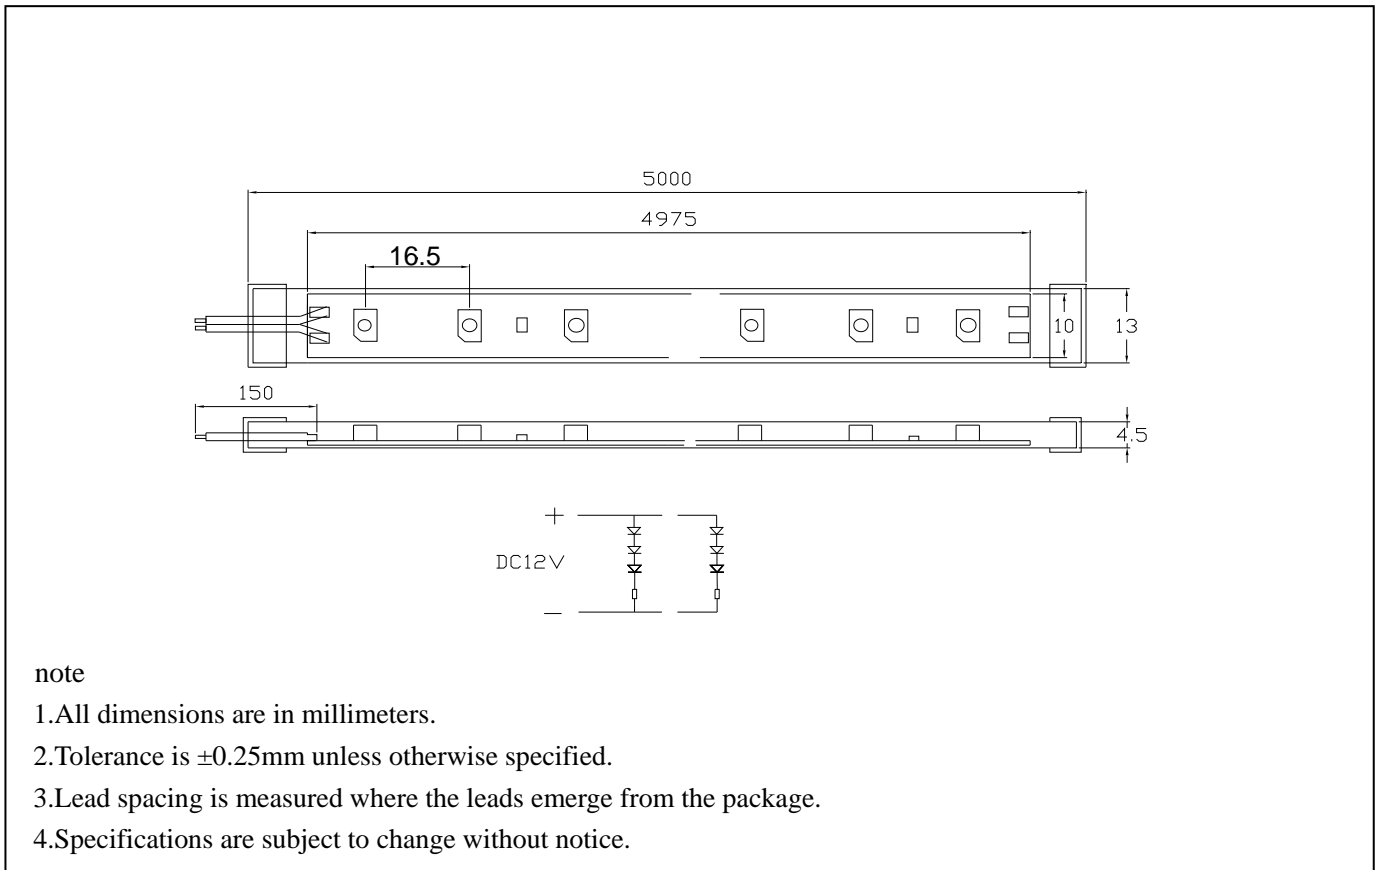 5000
4975
16.5
10
13
150
4.5
+
DC12V
—
note
1.All dimensions are in millimeters.
2.Tolerance is ±0.25mm unless otherwise specified.
3.Lead spacing is measured where the leads emerge from the package.
4.Specifications are subject to change without notice.